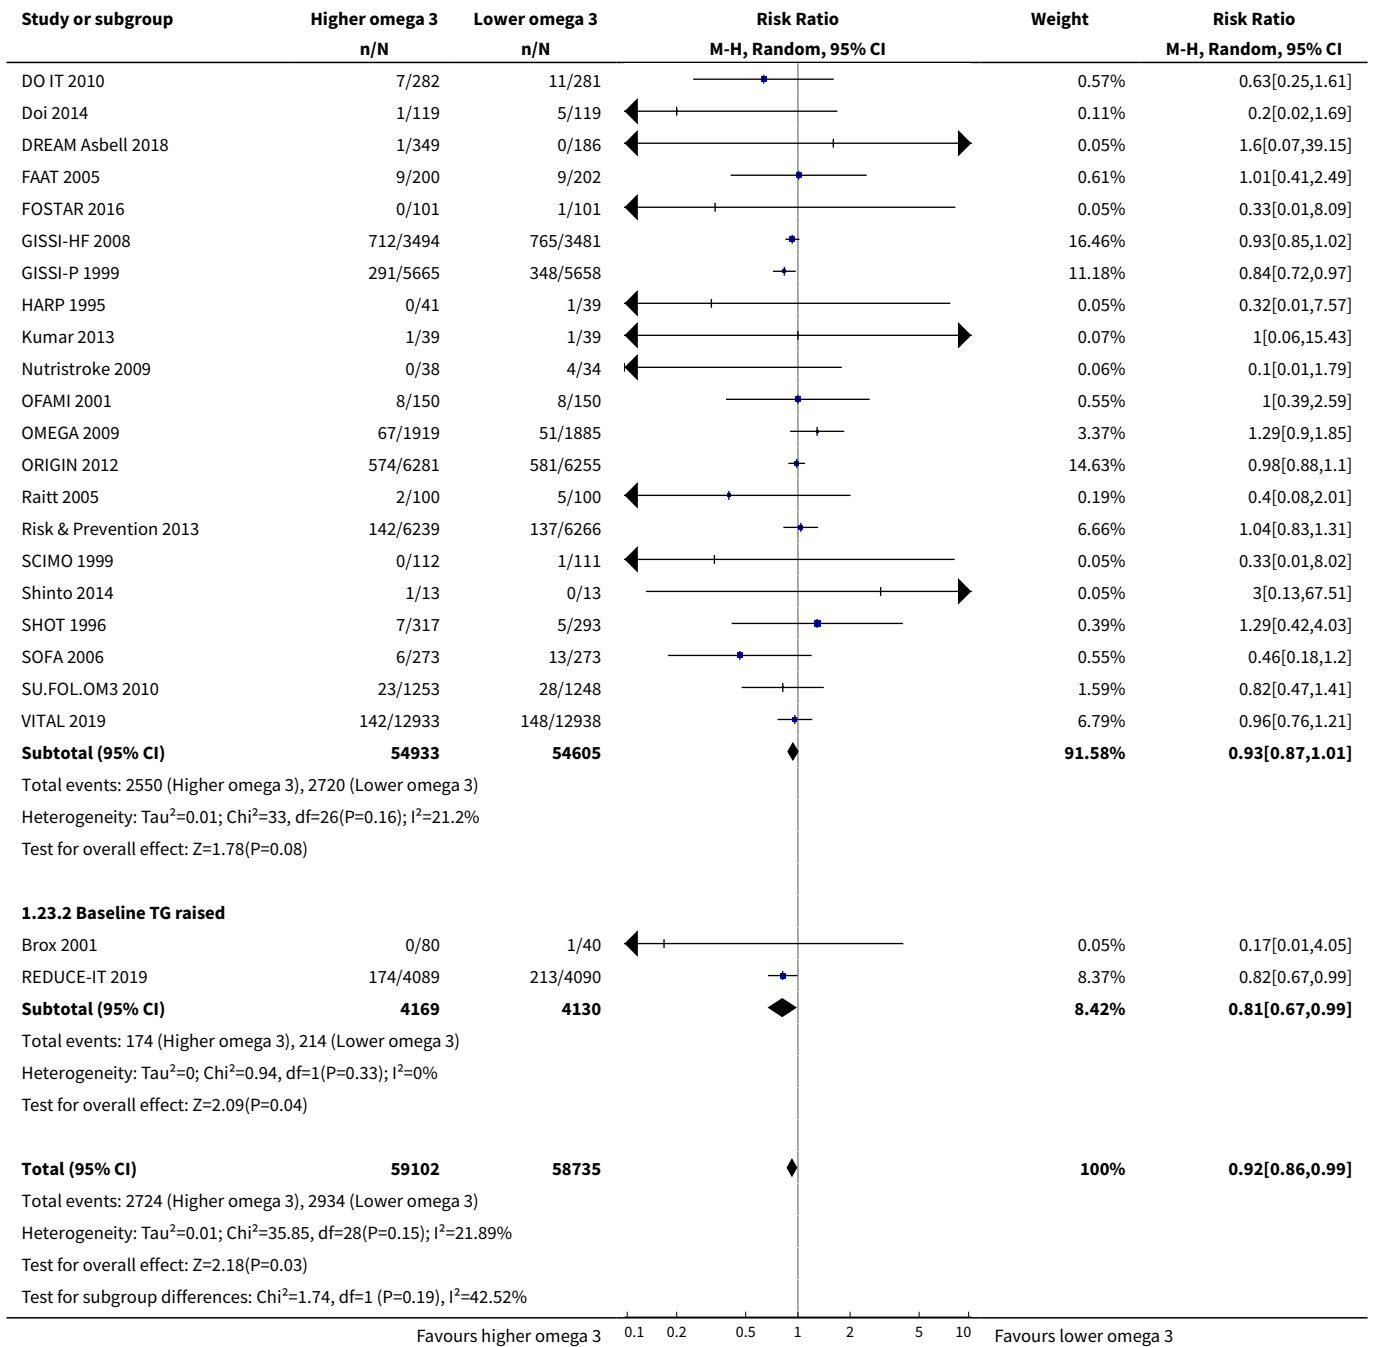 Study or subgroup Higher omega 3 Lower omega 3 Risk Ratio Weight Risk Ratio
n/N n/N M-H, Random, 95% CI M-H, Random, 95% CI
DO IT 2010 7/282 11/281 0.57% 0.63[0.25,1.61]
Doi 2014 1/119 5/119 0.11% 0.2[0.02,1.69]
DREAM Asbell 2018 1/349 0/186 0.05% 1.6[0.07,39.15]
FAAT 2005 9/200 9/202 0.61% 1.01[0.41,2.49]
FOSTAR 2016 0/101 1/101 0.05% 0.33[0.01,8.09]
GISSI-HF 2008 712/3494 765/3481 16.46% 0.93[0.85,1.02]
GISSI-P 1999 291/5665 348/5658 11.18% 0.84[0.72,0.97]
HARP 1995 0/41 1/39 0.05% 0.32[0.01,7.57]
Kumar 2013 1/39 1/39 0.07% 1[0.06,15.43]
Nutristroke 2009 0/38 4/34 0.06% 0.1[0.01,1.79]
OFAMI 2001 8/150 8/150 0.55% 1[0.39,2.59]
OMEGA 2009 67/1919 51/1885 3.37% 1.29[0.9,1.85]
ORIGIN 2012 574/6281 581/6255 14.63% 0.98[0.88,1.1]
Raitt 2005 2/100 5/100 0.19% 0.4[0.08,2.01]
Risk & Prevention 2013 142/6239 137/6266 6.66% 1.04[0.83,1.31]
SCIMO 1999 0/112 1/111 0.05% 0.33[0.01,8.02]
Shinto 2014 1/13 0/13 0.05% 3[0.13,67.51]
SHOT 1996 7/317 5/293 0.39% 1.29[0.42,4.03]
SOFA 2006 6/273 13/273 0.55% 0.46[0.18,1.2]
SU.FOL.OM3 2010 23/1253 28/1248 1.59% 0.82[0.47,1.41]
VITAL 2019 142/12933 148/12938 6.79% 0.96[0.76,1.21]
Subtotal (95% CI) 54933 54605 91.58% 0.93[0.87,1.01]
Total events: 2550 (Higher omega 3), 2720 (Lower omega 3)
Heterogeneity: Tau²=0.01; Chi²=33, df=26(P=0.16); I²=21.2%
Test for overall effect: Z=1.78(P=0.08)
1.23.2 Baseline TG raised
Brox 2001 0/80 1/40 0.05% 0.17[0.01,4.05]
REDUCE-IT 2019 174/4089 213/4090 8.37% 0.82[0.67,0.99]
Subtotal (95% CI) 4169 4130 8.42% 0.81[0.67,0.99]
Total events: 174 (Higher omega 3), 214 (Lower omega 3)
Heterogeneity: Tau²=0; Chi²=0.94, df=1(P=0.33); I²=0%
Test for overall effect: Z=2.09(P=0.04)
Total (95% CI) 59102 58735 100% 0.92[0.86,0.99]
Total events: 2724 (Higher omega 3), 2934 (Lower omega 3)
Heterogeneity: Tau²=0.01; Chi²=35.85, df=28(P=0.15); I²=21.89%
Test for overall effect: Z=2.18(P=0.03)
Test for subgroup differences: Chi²=1.74, df=1 (P=0.19), I²=42.52%
Favours higher omega 3 0.1 0.2 0.5 1 2 5 10 Favours lower omega 3